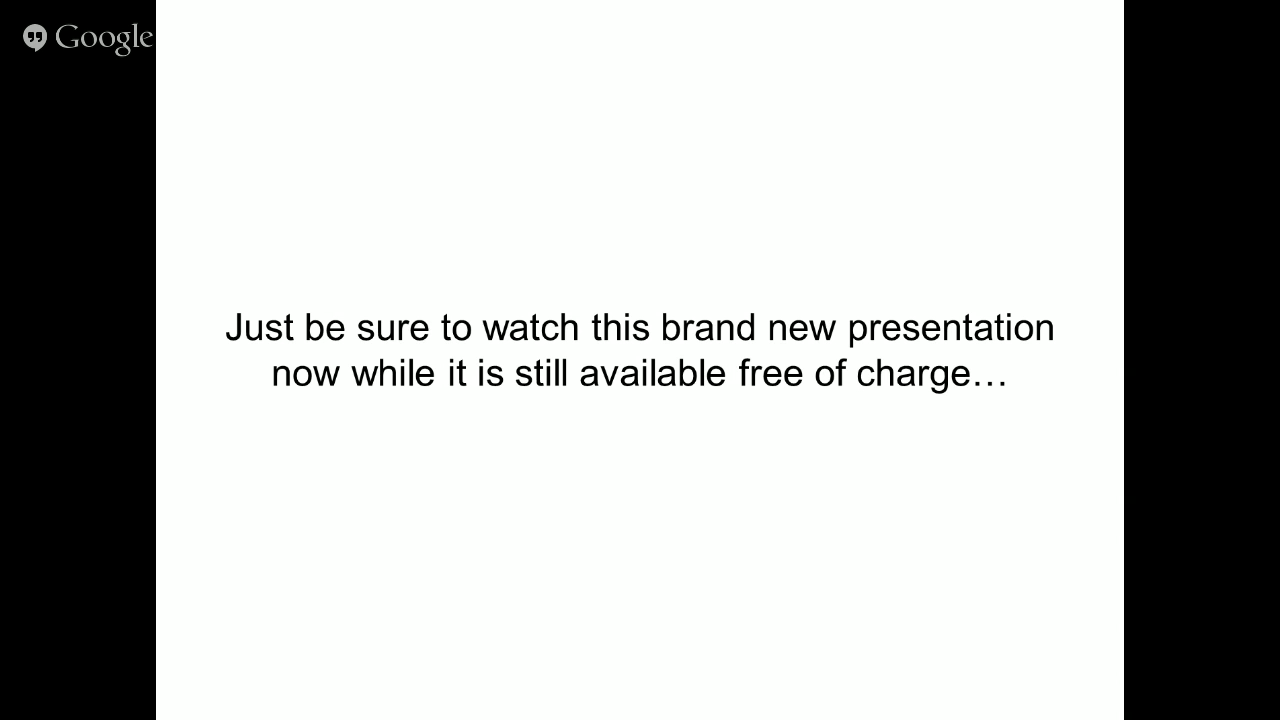 Google
Just be sure to watch this brand new presentation
now while it is still available free of charge…